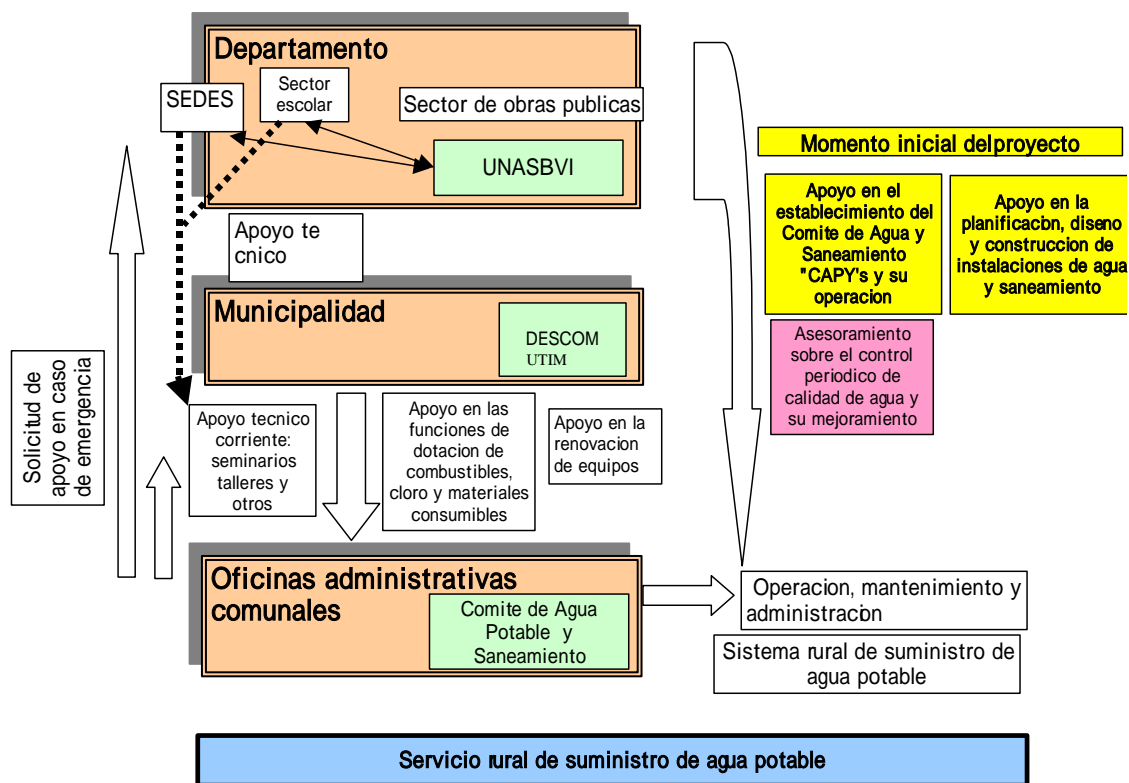 Departamento
SEDES
Sector
escolar
Sector de obras publicas
UNASBVI
Apoyo te
cnico
Municipalidad
DESCOM
UTIM
Solicitud de
apoyo en caso
de emergencia
Apoyo tecnico
corriente:
seminarios
talleres y
otros
Apoyo en las
funciones de
dotacion de
combustibles,
cloro y materiales
consumibles
Apoyo en la
renovacion
de equipos
Oficinas administrativas
comunales
Comite de Agua
Potable y
Saneamiento
Momento inicial delproyecto
Apoyo en el
establecimiento del
Comite de Agua y
Saneamiento
"CAPY's y su
operacion
Apoyo en la
planificacion, diseno
y construccion de
instalaciones de agua
y saneamiento
Asesoramiento
sobre el control
periodico de
calidad de agua y
su mejoramiento
Operacion, mantenimiento y
administracion
Sistema rural de suministro de
agua potable
Servicio rural de suministro de agua potable